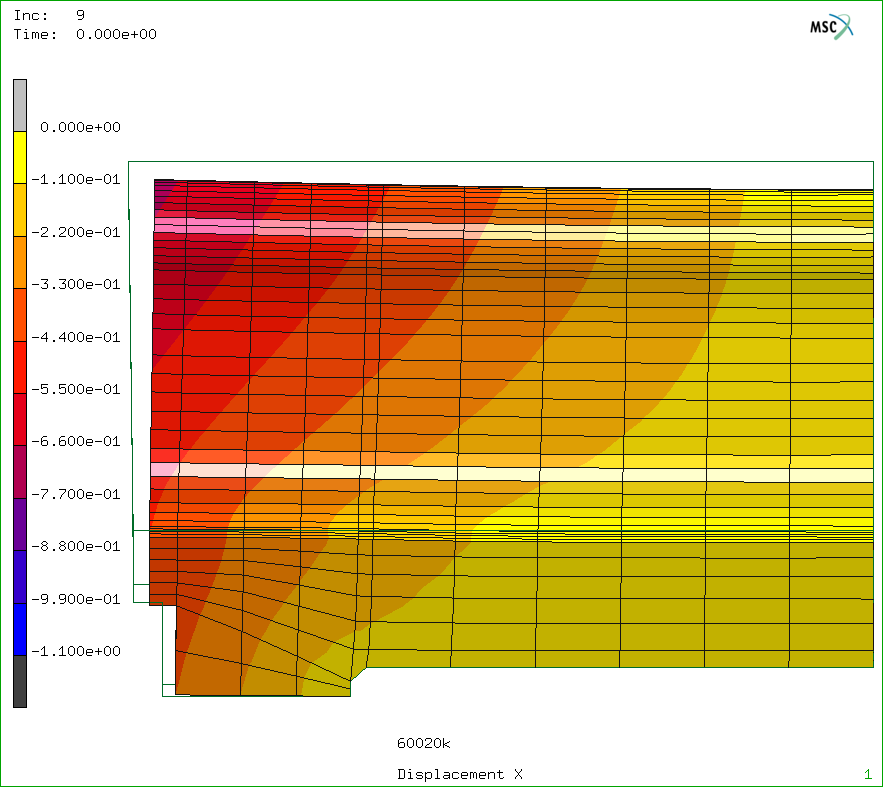 Inc: 9
Time: 0.000e+00
MSC
0.000e+00
-1.100e-01
-2.200e-01
-3.300e-01
-4.400e-01
-5.500e-01
-6.600e-01
-7.700e-01
-8.800e-01
-9.900e-01
-1.100e+00
60020k
Displacement X
1